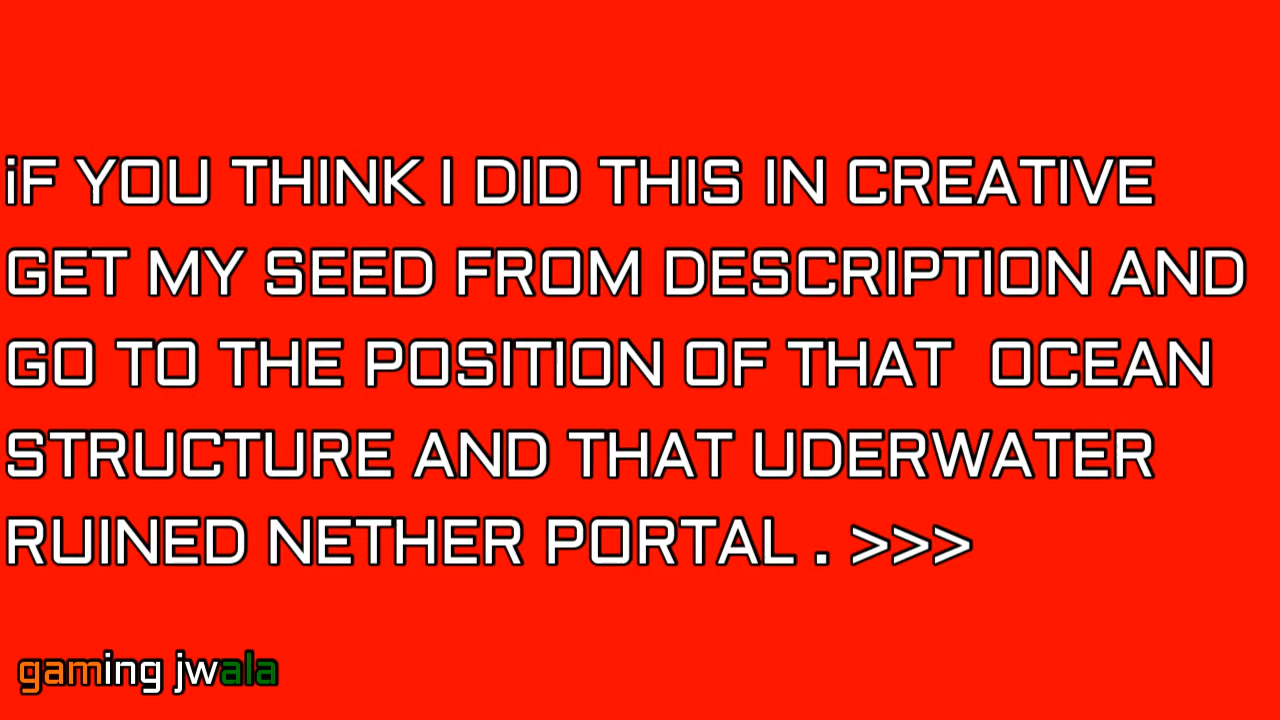 iF YOU THINK I DID THIS IN CREATIVE
GET MY SEED FROM DESCRIPTION AND
GO TO THE POSITION OF THAT OCEAN
STRUCTURE AND THAT UDERWATER
RUINED NETHER PORTAL . >>>
gaming jwala